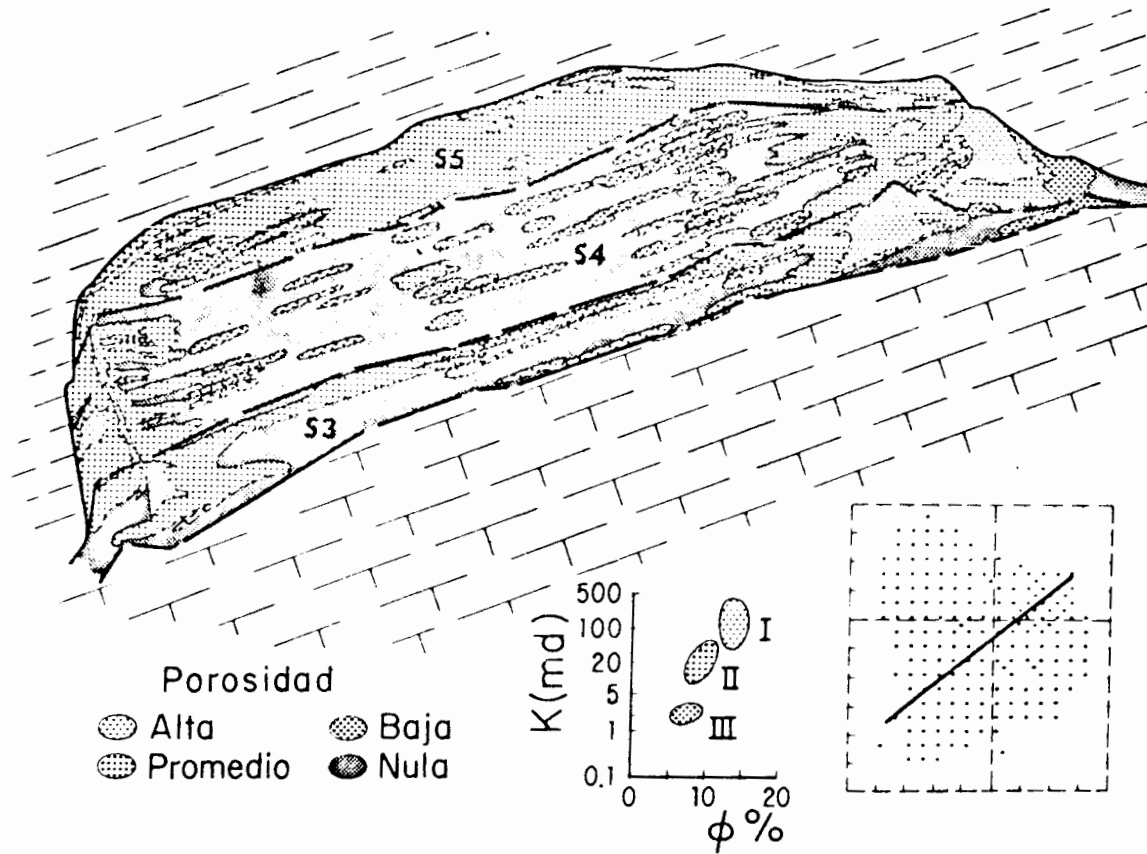 S5
S4
S3
Porosidad
Alta
Baja
Promedio
Nula
K(md)
500
100
20
5
1
0.1
I
II
III
0
10
20
ϕ%